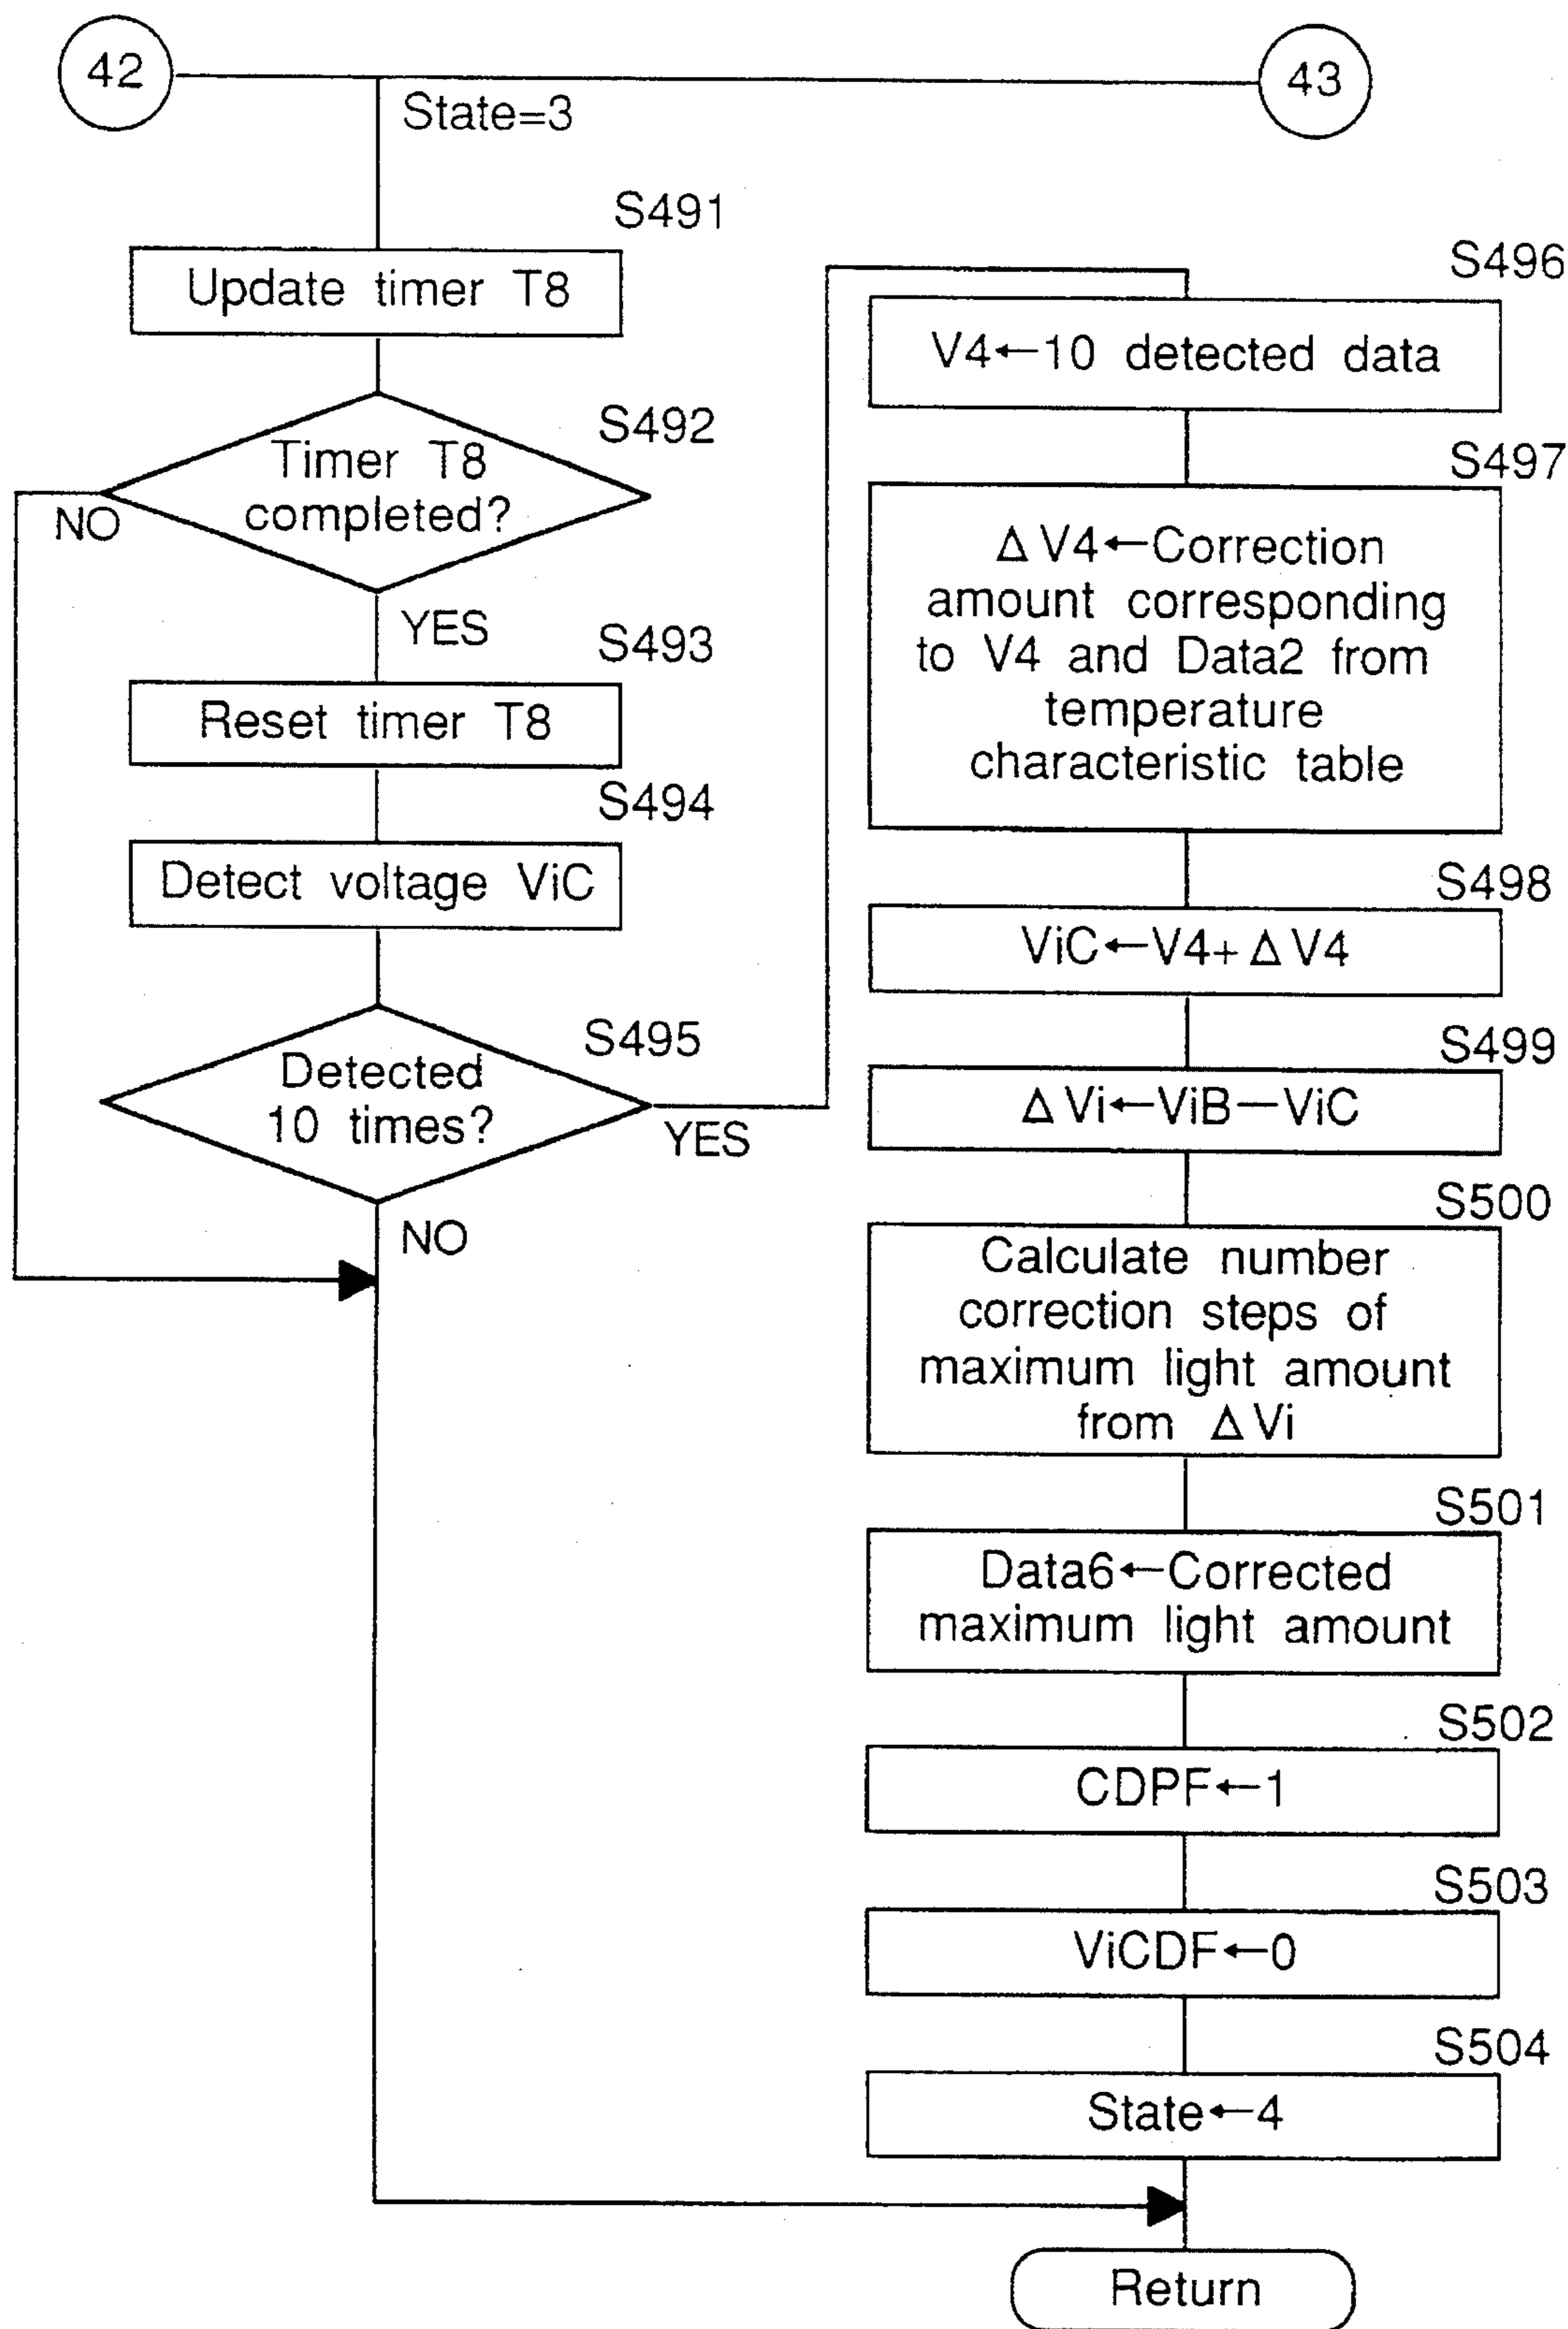 42
43
State=3
S491
Update timer T8
S492
Timer T8
completed?
NO
YES
S493
Reset timer T8
S494
Detect voltage ViC
S495
Detected
10 times?
YES
NO
S496
V4←10 detected data
S497
ΔV4←Correction
amount corresponding
to V4 and Data2 from
temperature
characteristic table
S498
ViC←V4+ΔV4
S499
ΔVi←ViB−ViC
S500
Calculate number
correction steps of
maximum light amount
from ΔVi
S501
Data6←Corrected
maximum light amount
S502
CDPF←1
S503
ViCDF←0
S504
State←4
Return